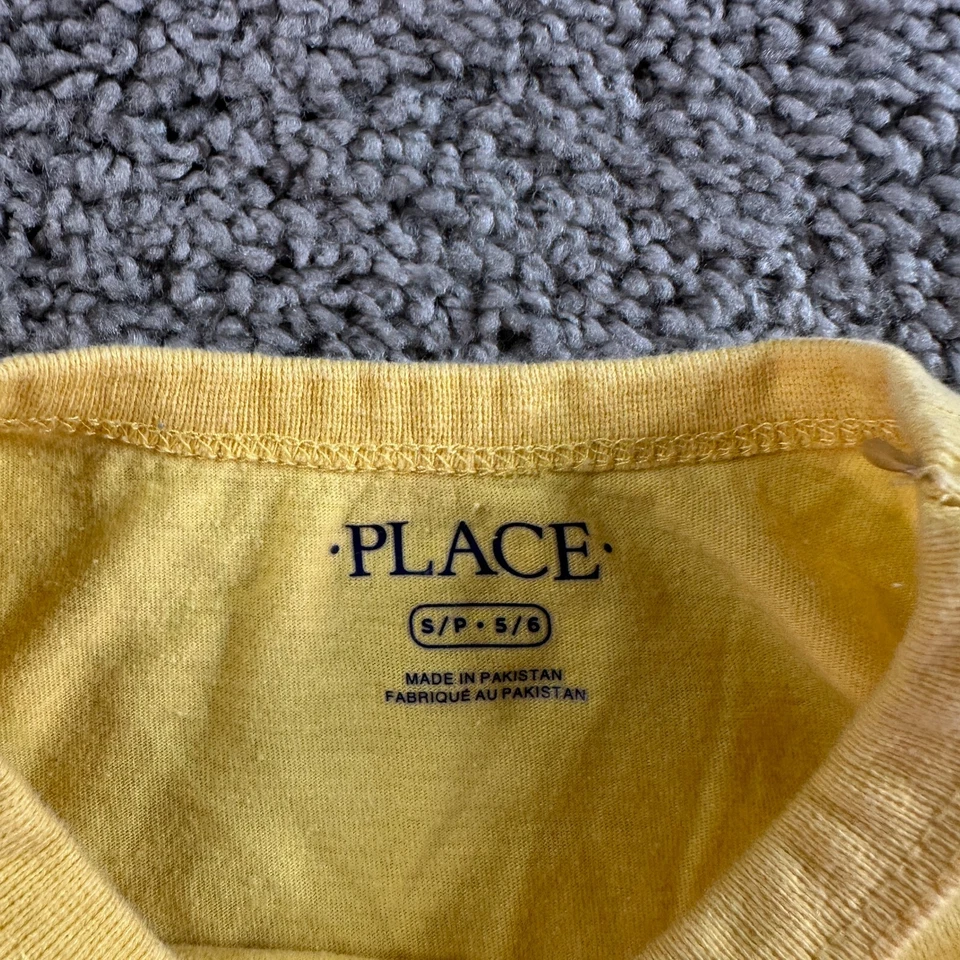 ·PLACE·
S/P • 5/6
MADE IN PAKISTAN
FABRIQUÉ AU PAKISTAN